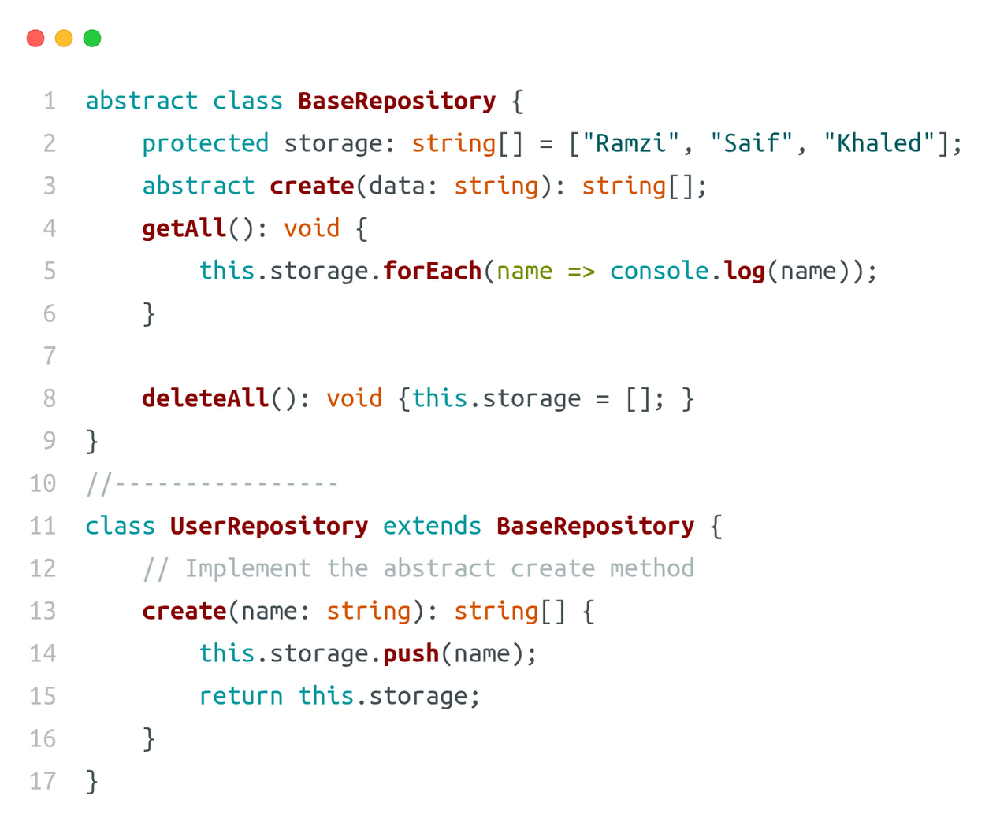 1 abstract class BaseRepository {
2     protected storage: string[] = ["Ramzi", "Saif", "Khaled"];
3     abstract create(data: string): string[];
4     getAll(): void {
5         this.storage.forEach(name => console.log(name));
6     }
7
8     deleteAll(): void {this.storage = []; }
9 }
10 //----------------
11 class UserRepository extends BaseRepository {
12     // Implement the abstract create method
13     create(name: string): string[] {
14         this.storage.push(name);
15         return this.storage;
16     }
17 }